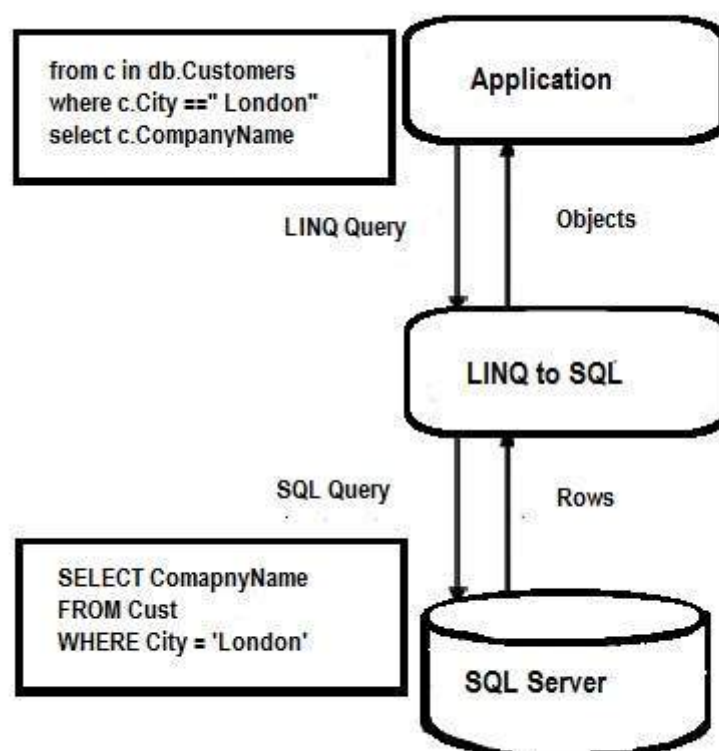 from c in db.Customers
where c.City ==" London"
select c.CompanyName
Application
LINQ Query
Objects
LINQ to SQL
SQL Query
Rows
SELECT ComapnyName
FROM Cust
WHERE City = 'London'
SQL Server